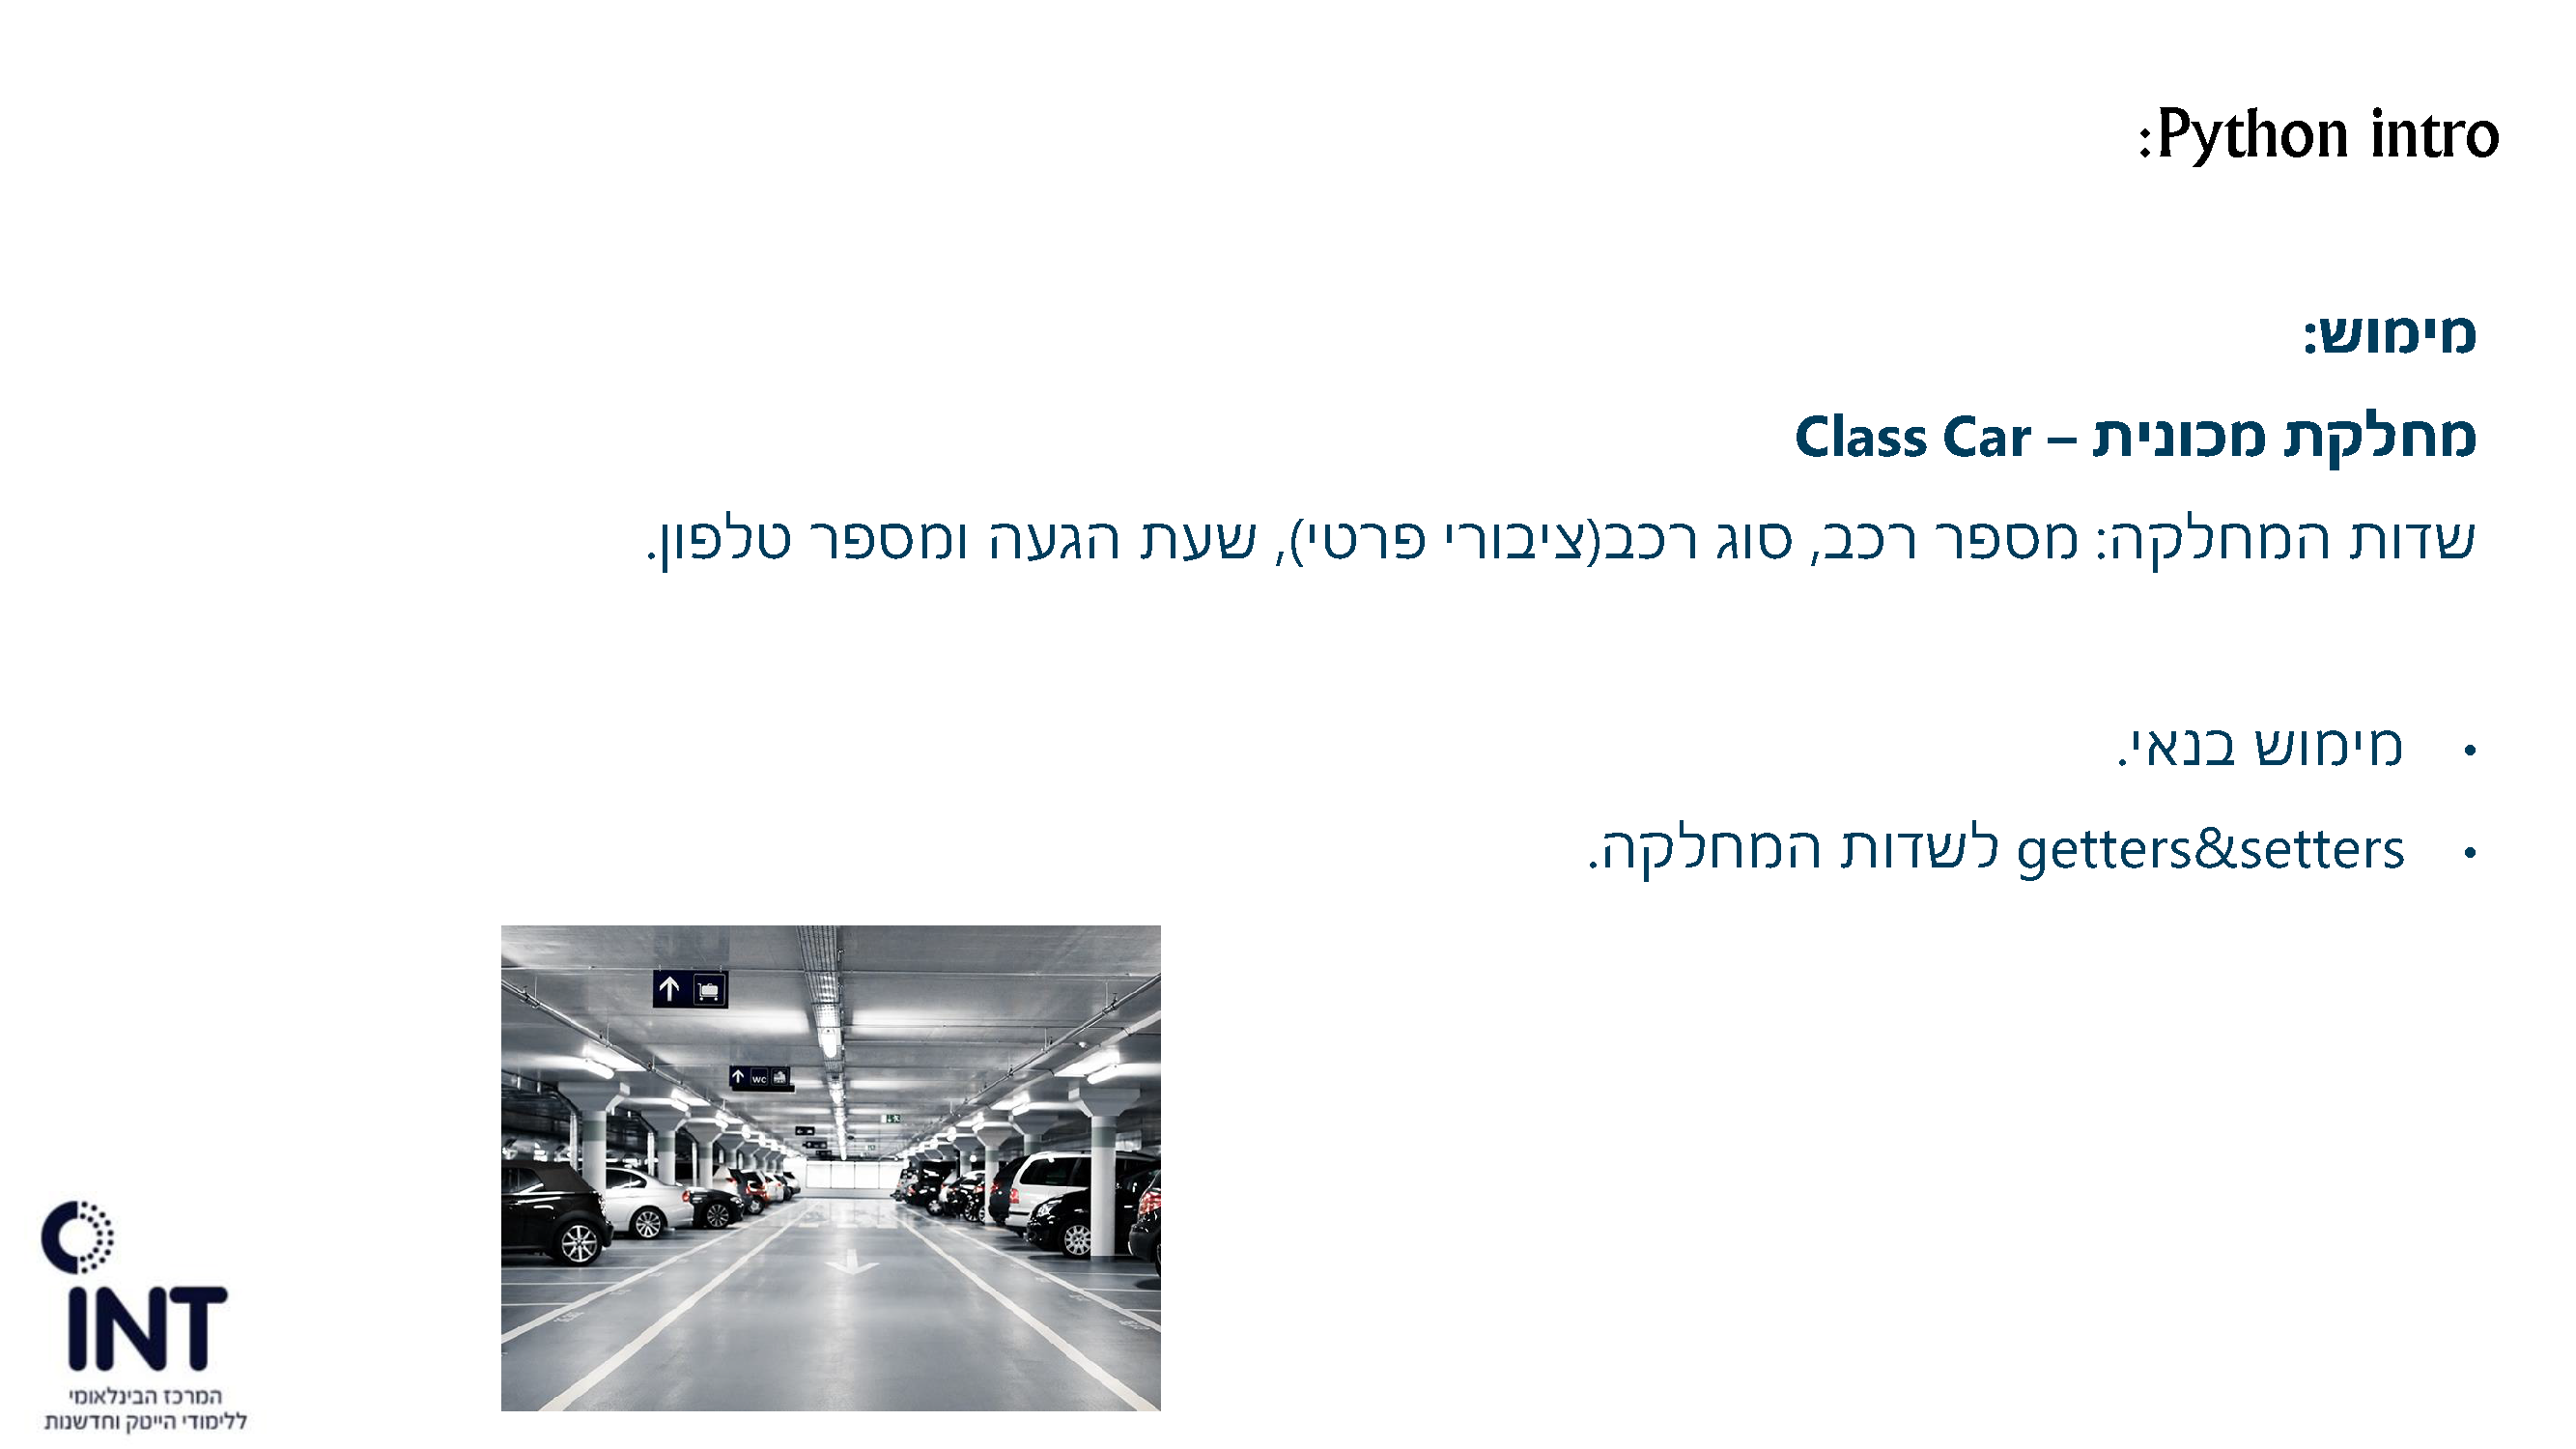 Python intro:
מימוש:
מחלקת מכונית – Class Car
שדות המחלקה: מספר רכב, סוג רכב(ציבורי פרטי), שעת הגעה ומספר טלפון.
• מימוש בנאי.
• getters&setters לשדות המחלקה.
WC
INT
המרכז הבינלאומי
ללימודי הייטק וחדשנות